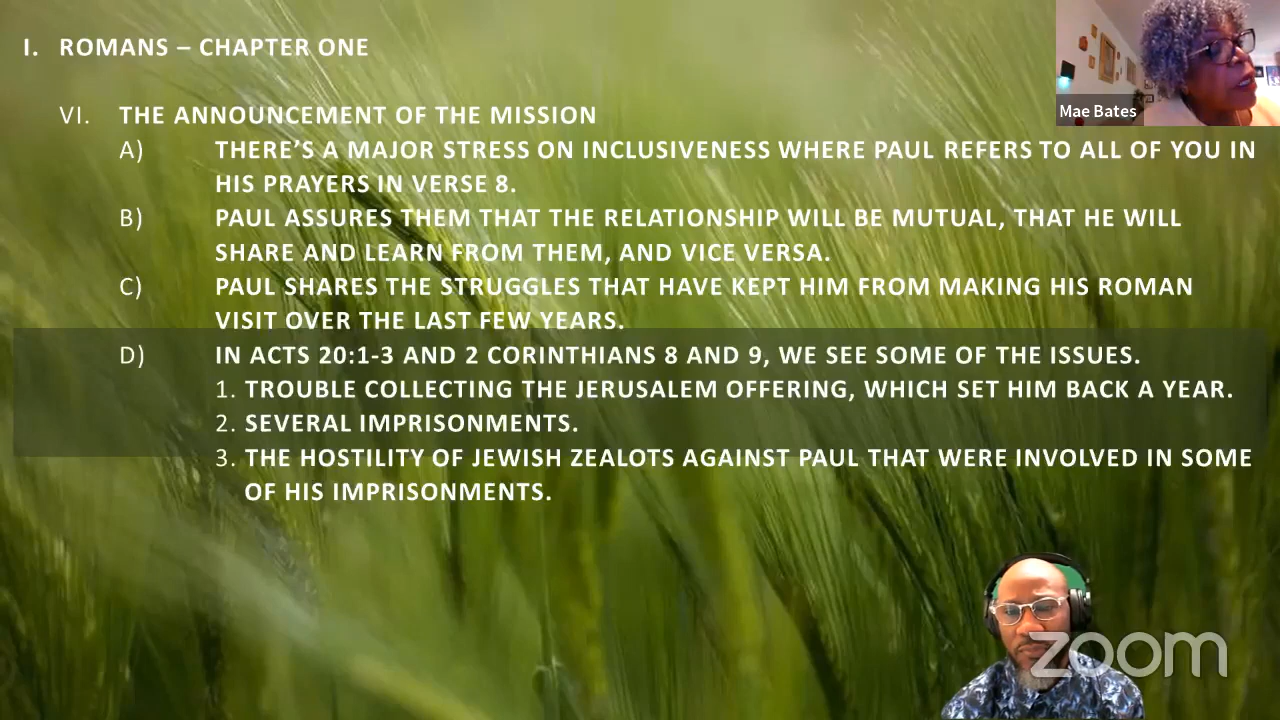 I. ROMANS – CHAPTER ONE
VI. THE ANNOUNCEMENT OF THE MISSION
A) THERE'S A MAJOR STRESS ON INCLUSIVENESS WHERE PAUL REFERS TO ALL OF YOU IN
HIS PRAYERS IN VERSE 8.
B) PAUL ASSURES THEM THAT THE RELATIONSHIP WILL BE MUTUAL, THAT HE WILL
SHARE AND LEARN FROM THEM, AND VICE VERSA.
C) PAUL SHARES THE STRUGGLES THAT HAVE KEPT HIM FROM MAKING HIS ROMAN
VISIT OVER THE LAST FEW YEARS.
D) IN ACTS 20:1-3 AND 2 CORINTHIANS 8 AND 9, WE SEE SOME OF THE ISSUES.
1. TROUBLE COLLECTING THE JERUSALEM OFFERING, WHICH SET HIM BACK A YEAR.
2. SEVERAL IMPRISONMENTS.
3. THE HOSTILITY OF JEWISH ZEALOTS AGAINST PAUL THAT WERE INVOLVED IN SOME
OF HIS IMPRISONMENTS.
Mae Bates
zoom